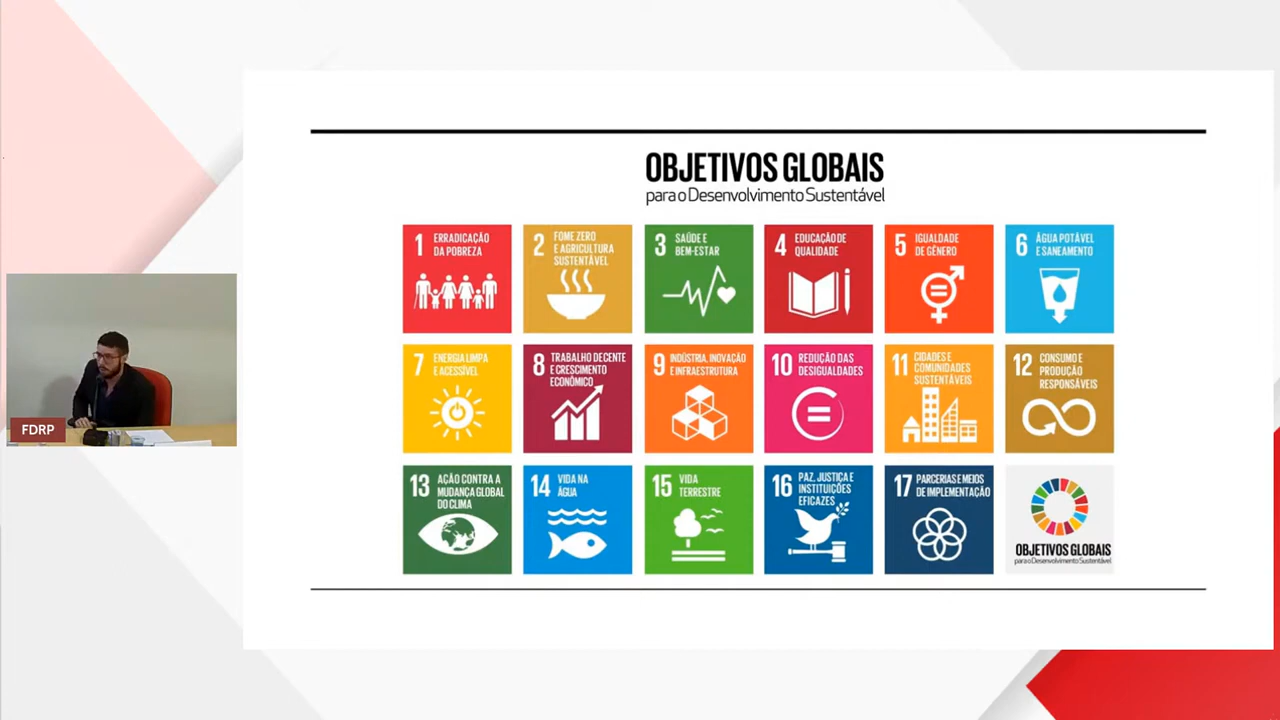 OBJETIVOS GLOBAIS
para o Desenvolvimento Sustentável
1 ERRADICAÇÃO
DA POBREZA
2 FOME ZERO
E AGRICULTURA
SUSTENTÁVEL
3 SAÚDE E
BEM-ESTAR
4 EDUCAÇÃO DE
QUALIDADE
5 IGUALDADE
DE GÊNERO
6 ÁGUA POTÁVEL
E SANEAMENTO
7 ENERGIA LIMPA
E ACESSÍVEL
8 TRABALHO DECENTE
E CRESCIMENTO
ECONÔMICO
9 INDÚSTRIA, INOVAÇÃO
E INFRAESTRUTURA
10 REDUÇÃO DAS
DESIGUALDADES
11 CIDADES E
COMUNIDADES
SUSTENTÁVEIS
12 CONSUMO E
PRODUÇÃO
RESPONSÁVEIS
FDRP
13 AÇÃO CONTRA A
MUDANÇA GLOBAL
DO CLIMA
14 VIDA NA
ÁGUA
15 VIDA
TERRESTRE
16 PAZ, JUSTIÇA E
INSTITUIÇÕES
EFICAZES
17 PARCERIAS E MEIOS
DE IMPLEMENTAÇÃO
OBJETIVOS GLOBAIS
para o Desenvolvimento Sustentável